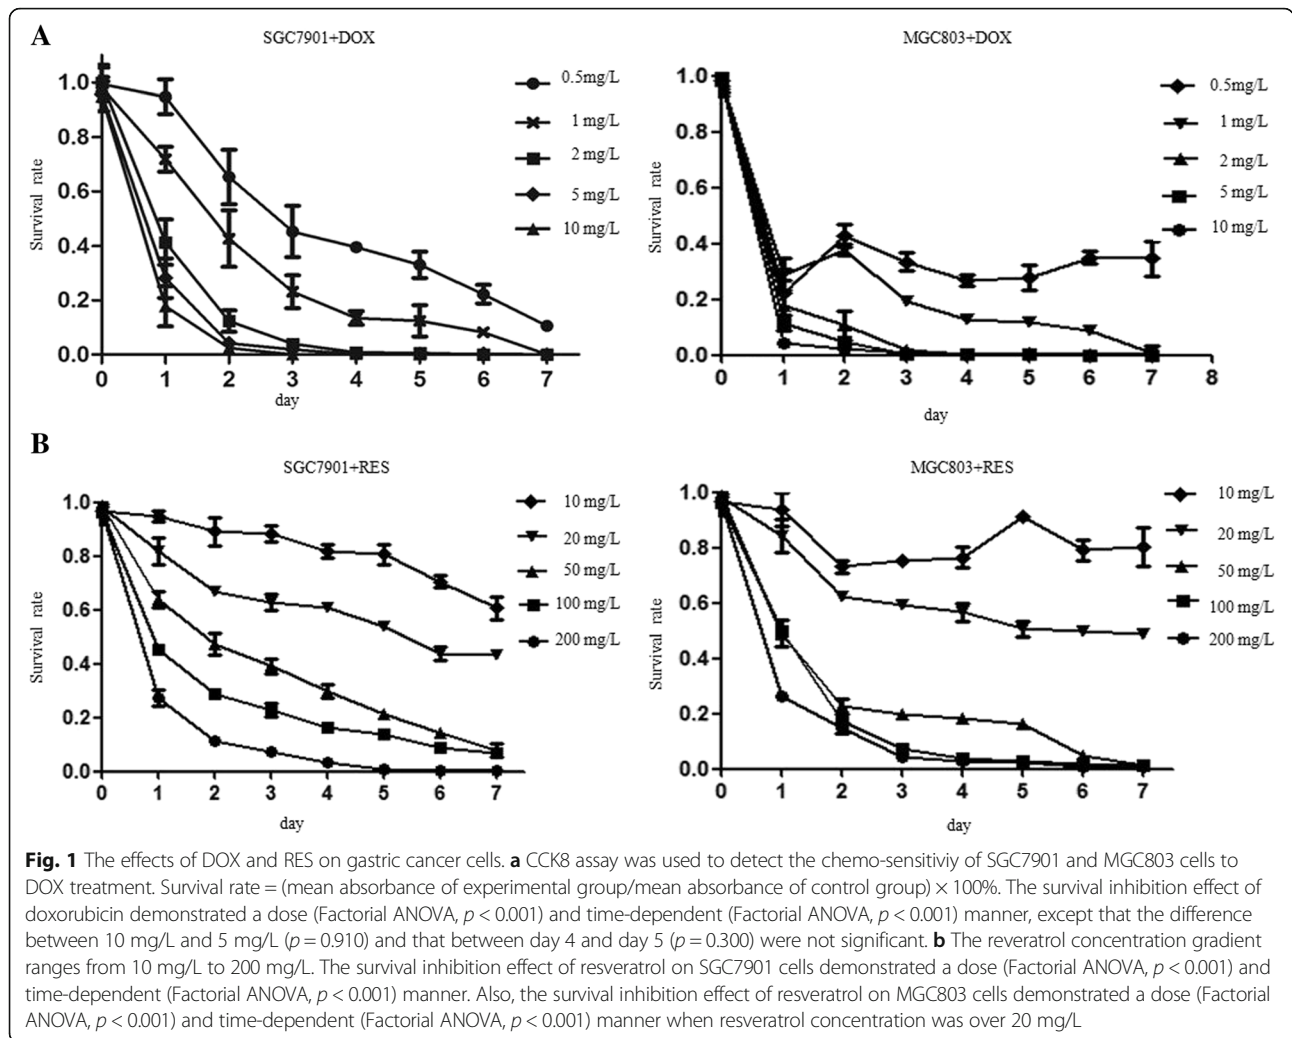 A
SGC7901+DOX
Survival rate
1.0
0.8
0.6
0.4
0.2
0.0
0 1 2 3 4 5 6 7
day
0.5mg/L
1 mg/L
2 mg/L
5 mg/L
10 mg/L
MGC803+DOX
Survival rate
1.0
0.8
0.6
0.4
0.2
0.0
0 1 2 3 4 5 6 7 8
day
0.5mg/L
1 mg/L
2 mg/L
5 mg/L
10 mg/L
B
SGC7901+RES
Survival rate
1.0
0.8
0.6
0.4
0.2
0.0
0 1 2 3 4 5 6 7
day
10 mg/L
20 mg/L
50 mg/L
100 mg/L
200 mg/L
MGC803+RES
Survival rate
1.0
0.8
0.6
0.4
0.2
0.0
0 1 2 3 4 5 6 7
day
10 mg/L
20 mg/L
50 mg/L
100 mg/L
200 mg/L
Fig. 1 The effects of DOX and RES on gastric cancer cells. a CCK8 assay was used to detect the chemo-sensitiviy of SGC7901 and MGC803 cells to
DOX treatment. Survival rate = (mean absorbance of experimental group/mean absorbance of control group) × 100%. The survival inhibition effect of
doxorubicin demonstrated a dose (Factorial ANOVA, p < 0.001) and time-dependent (Factorial ANOVA, p < 0.001) manner, except that the difference
between 10 mg/L and 5 mg/L (p = 0.910) and that between day 4 and day 5 (p = 0.300) were not significant. b The reveratrol concentration gradient
ranges from 10 mg/L to 200 mg/L. The survival inhibition effect of resveratrol on SGC7901 cells demonstrated a dose (Factorial ANOVA, p < 0.001) and
time-dependent (Factorial ANOVA, p < 0.001) manner. Also, the survival inhibition effect of resveratrol on MGC803 cells demonstrated a dose (Factorial
ANOVA, p < 0.001) and time-dependent (Factorial ANOVA, p < 0.001) manner when resveratrol concentration was over 20 mg/L